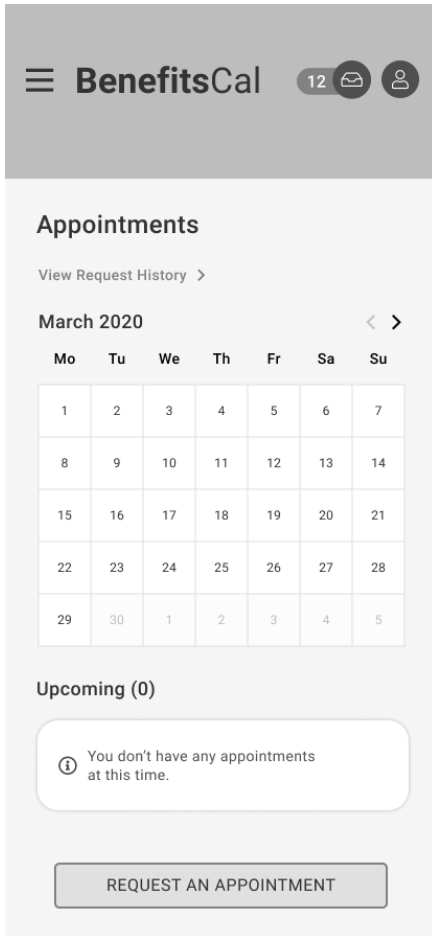 BenefitsCal
12
Appointments
View Request History
March 2020
Mo Tu We Th Fr Sa Su
1 2 3 4 5 6 7
8 9 10 11 12 13 14
15 16 17 18 19 20 21
22 23 24 25 26 27 28
29 30 1 2 3 4 5
Upcoming (0)
You don't have any appointments
at this time.
REQUEST AN APPOINTMENT